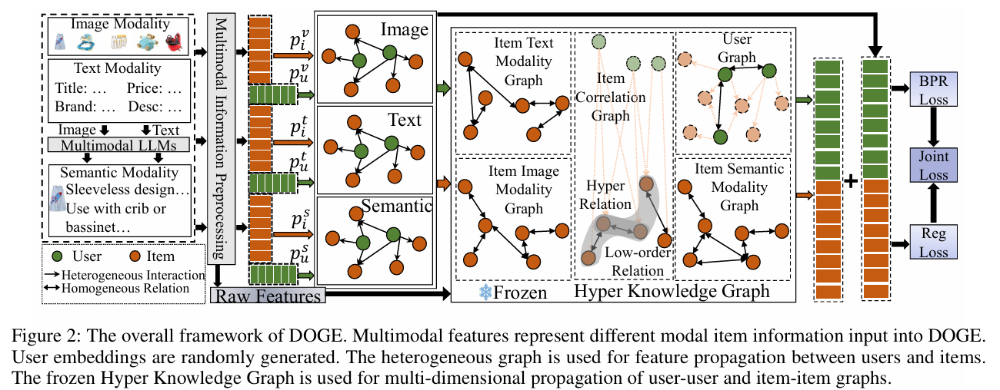 Image Modality
Text Modality
Title: … Price: …
Brand: … Desc: …
Image Text
Multimodal LLMs
Semantic Modality
Sleeveless design…
Use with crib or
bassinet…
User Item
Heterogeneous Interaction
Homogeneous Relation
Multimodal Information Preprocessing
Raw Features
p_i^v
p_u^v
p_i^t
p_u^t
p_i^s
p_u^s
Image
Text
Semantic
Item Text
Modality
Graph
Item
Correlation
Graph
User
Graph
Item Image
Modality
Graph
Hyper
Relation
Low-order
Relation
Item Semantic
Modality
Graph
Frozen
Hyper Knowledge Graph
+
BPR
Loss
Joint
Loss
Reg
Loss
Figure 2: The overall framework of DOGE. Multimodal features represent different modal item information input into DOGE.
User embeddings are randomly generated. The heterogeneous graph is used for feature propagation between users and items.
The frozen Hyper Knowledge Graph is used for multi-dimensional propagation of user-user and item-item graphs.